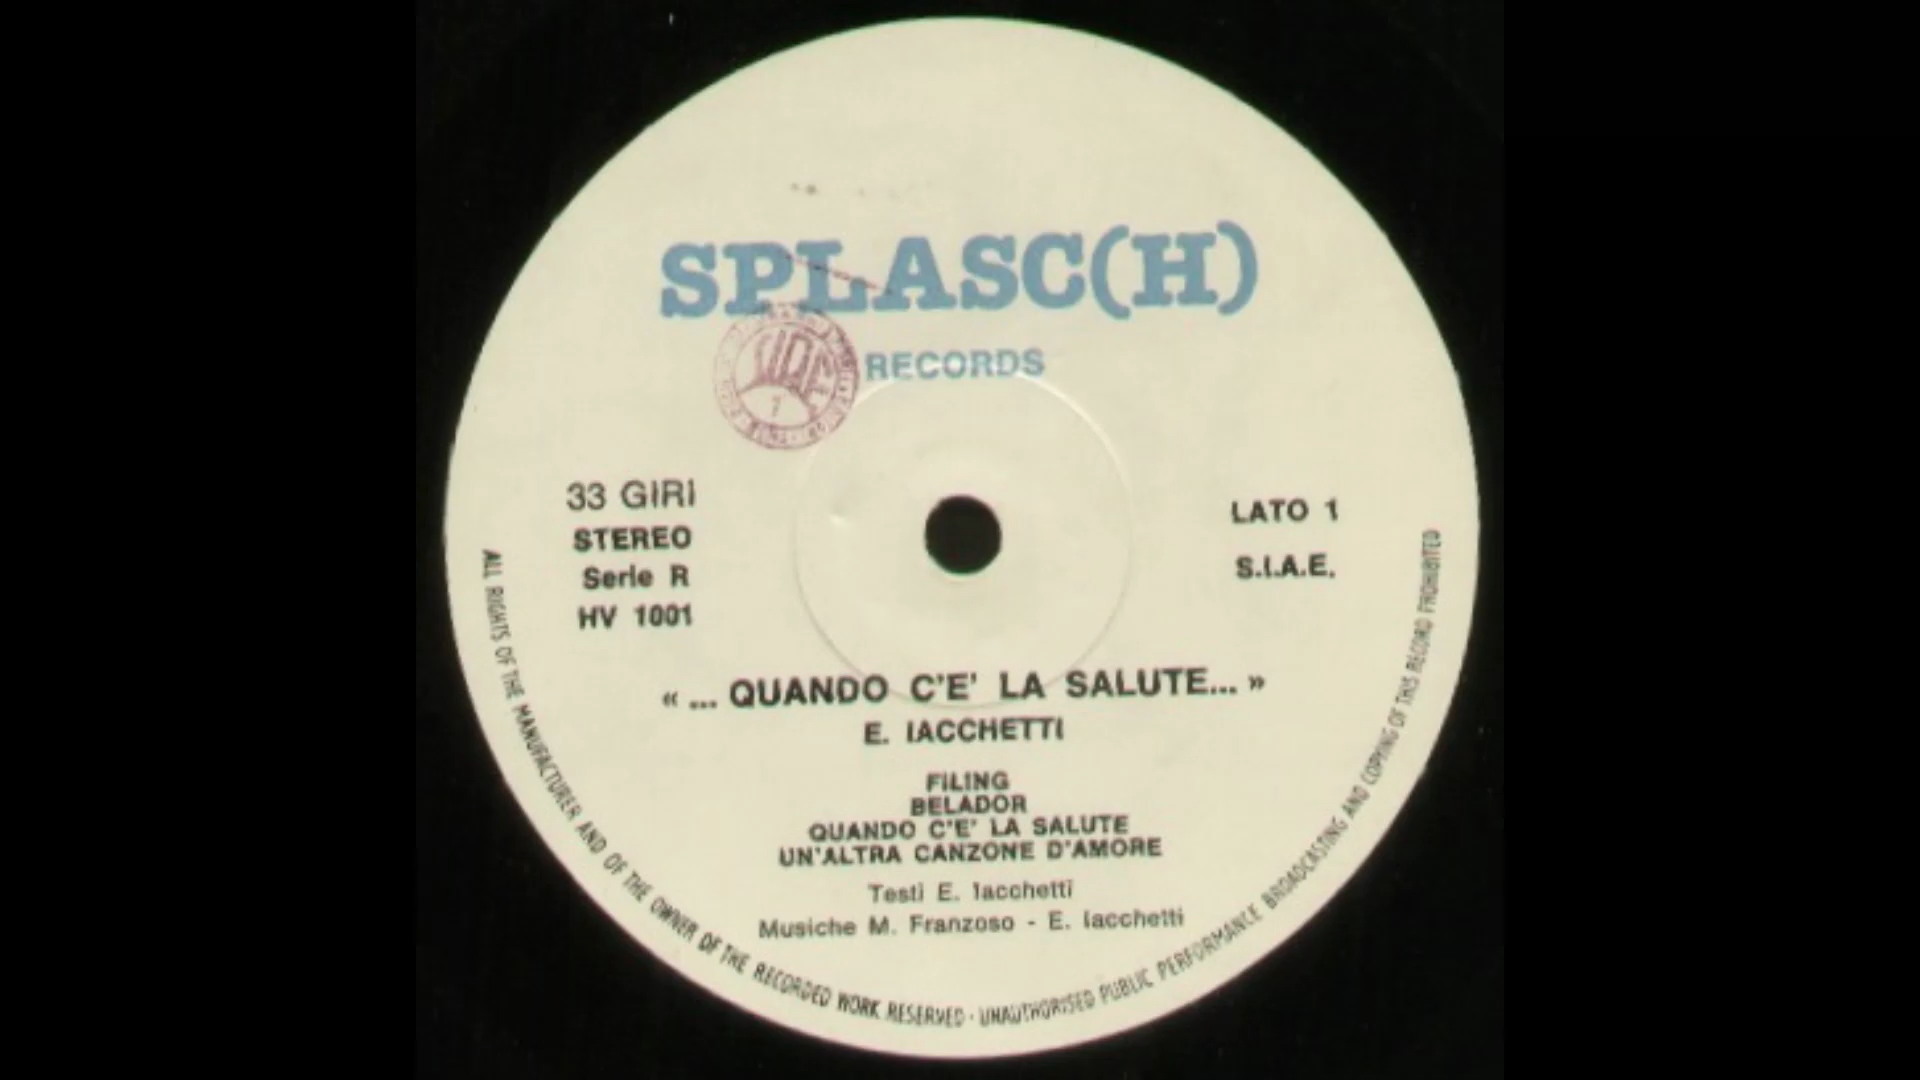 SPLASC(H)
RECORDS
33 GIRI
STEREO
Serie R
HV 1001
LATO 1
S.I.A.E.
«... QUANDO C'E' LA SALUTE... »
E. IACCHETTI
FILING
BELADOR
QUANDO C'E' LA SALUTE
UN'ALTRA CANZONE D'AMORE
Testi E. Iacchetti
Musiche M. Franzoso - E. Iacchetti
ALL RIGHTS OF THE MANUFACTURER AND OF THE OWNER OF THE RECORDED WORK RESERVED · UNAUTHORISED PUBLIC PERFORMANCE BROADCASTING AND COPYING OF THIS RECORD PROHIBITED